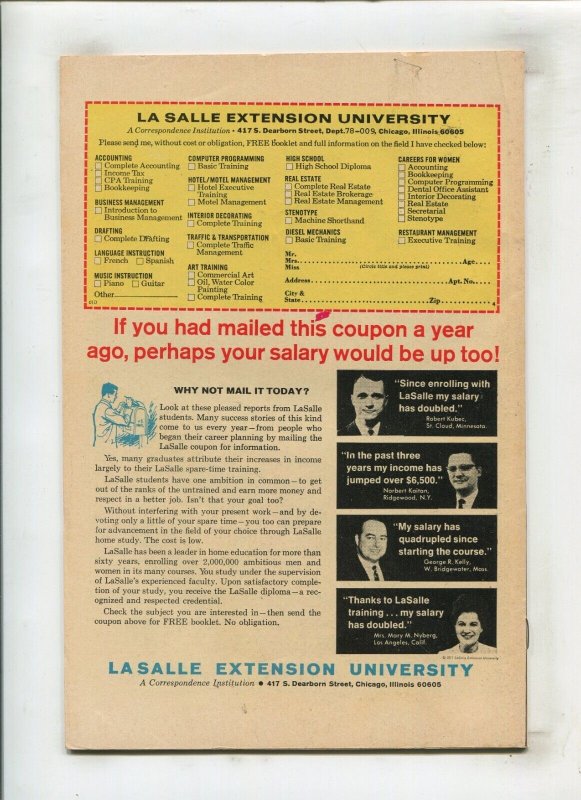 LA SALLE EXTENSION UNIVERSITY
A Correspondence Institution • 417 S. Dearborn Street, Dept. 78-009, Chicago, Illinois 60605
Please send me, without cost or obligation, FREE Booklet and full information on the field I have checked below:
ACCOUNTING
Complete Accounting
Income Tax
CPA Training
Bookkeeping
BUSINESS MANAGEMENT
Introduction to
Business Management
DRAFTING
Complete Drafting
LANGUAGE INSTRUCTION
French Spanish
MUSIC INSTRUCTION
Piano Guitar
Other
COMPUTER PROGRAMMING
Basic Training
HOTEL/MOTEL MANAGEMENT
Hotel Executive
Training
Motel Management
INTERIOR DECORATING
Complete Training
TRAFFIC & TRANSPORTATION
Complete Traffic
Management
ART TRAINING
Commercial Art
Oil, Water Color
Painting
Complete Training
HIGH SCHOOL
High School Diploma
REAL ESTATE
Complete Real Estate
Real Estate Brokerage
Real Estate Management
STENOTYPE
Machine Shorthand
DIESEL MECHANICS
Basic Training
CAREERS FOR WOMEN
Accounting
Bookkeeping
Computer Programming
Dental Office Assistant
Interior Decorating
Real Estate
Secretarial
Stenotype
RESTAURANT MANAGEMENT
Executive Training
Mr.
Mrs. Age
Miss (Circle title and please print)
Address Apt. No.
City &
State Zip
4
If you had mailed this coupon a year
ago, perhaps your salary would be up too!
WHY NOT MAIL IT TODAY?
Look at these pleased reports from LaSalle
students. Many success stories of this kind
come to us every year—from people who
began their career planning by mailing the
LaSalle coupon for information.
Yes, many graduates attribute their increases in income
largely to their LaSalle spare-time training.
LaSalle students have one ambition in common—to get
out of the ranks of the untrained and earn more money and
respect in a better job. Isn't that your goal too?
Without interfering with your present work—and by de-
voting only a little of your spare time—you too can prepare
for advancement in the field of your choice through LaSalle
home study. The cost is low.
LaSalle has been a leader in home education for more than
sixty years, enrolling over 2,000,000 ambitious men and
women in its many courses. You study under the supervision
of LaSalle's experienced faculty. Upon satisfactory comple-
tion of your study, you receive the LaSalle diploma—a rec-
ognized and respected credential.
Check the subject you are interested in—then send the
coupon above for FREE booklet. No obligation.
"Since enrolling with
LaSalle my salary
has doubled."
Robert Kubec,
St. Cloud, Minnesota.
"In the past three
years my income has
jumped over $6,500."
Norbert Kaitan,
Ridgewood, N.Y.
"My salary has
quadrupled since
starting the course."
George R. Kelly,
W. Bridgewater, Mass.
"Thanks to LaSalle
training...my salary
has doubled."
Mrs. Mary M. Nyberg,
Los Angeles, Calif.
LaSalle Extension University
LASALLE EXTENSION UNIVERSITY
A Correspondence Institution • 417 S. Dearborn Street, Chicago, Illinois 60605